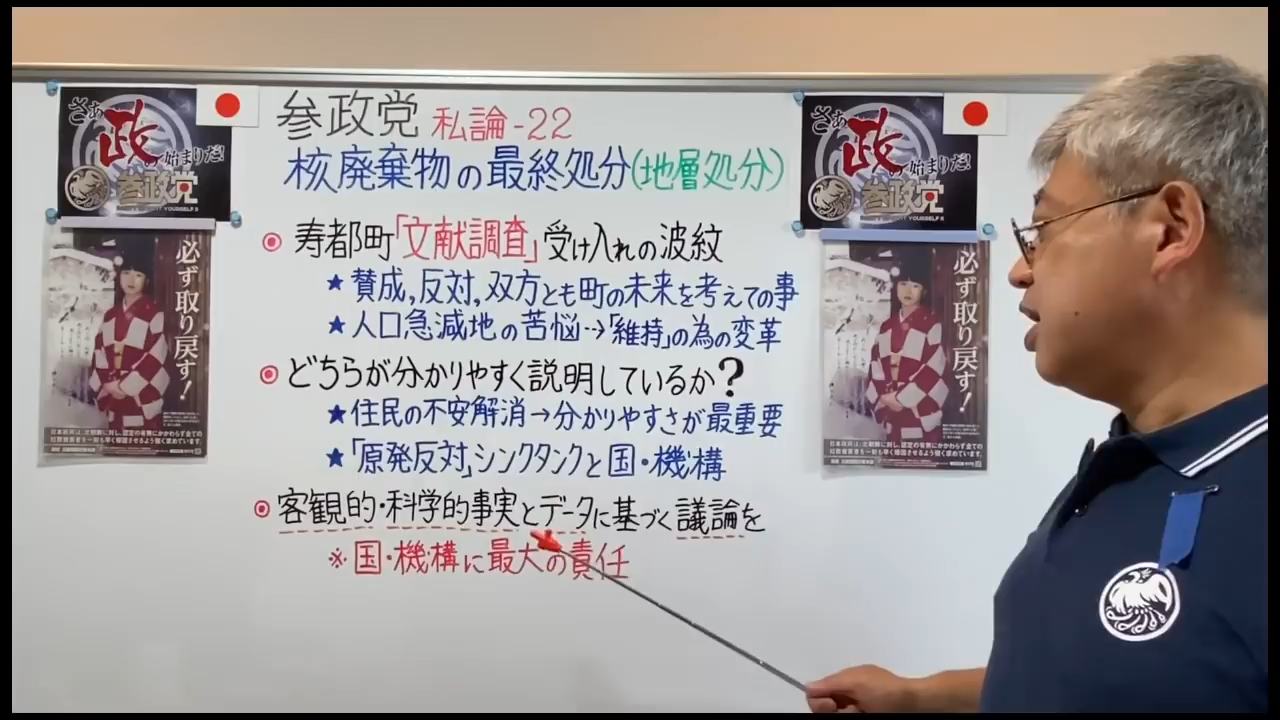 さあ
政の始まりだ!
参政党
必ず取り戻す!
参政党 私論-22
核廃棄物の最終処分(地層処分)
◎ 寿都町「文献調査」受け入れの波紋
★ 賛成,反対,双方とも町の未来を考えての事
★ 人口急減地の苦悩→「維持」の為の変革
◎ どちらが分かりやすく説明しているか?
★ 住民の不安解消→分かりやすさが最重要
★ 「原発反対」シンクタンクと国・機構
◎ 客観的・科学的事実とデータに基づく議論を
※ 国・機構に最大の責任
さあ
政の始まりだ!
参政党
必ず取り戻す!